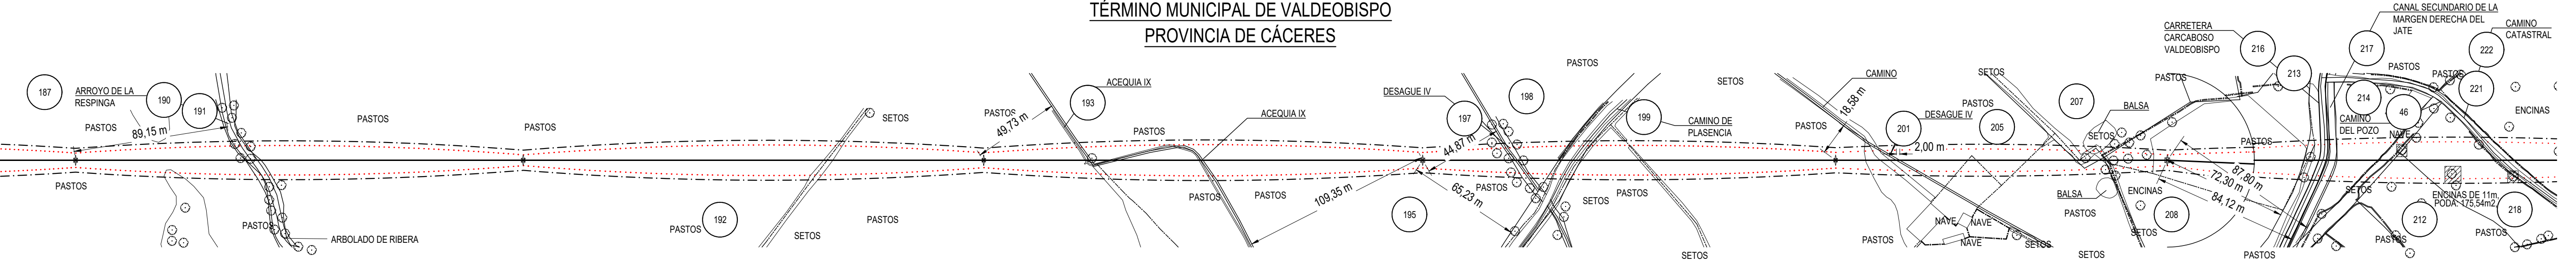 TÉRMINO MUNICIPAL DE VALDEOBISPO
PROVINCIA DE CÁCERES
187
ARROYO DE LA
RESPINGA
190
191
PASTOS
89,15 m
PASTOS
PASTOS
PASTOS
PASTOS
ARBOLADO DE RIBERA
SETOS
192
PASTOS
PASTOS
SETOS
PASTOS
49,73 m
193
ACEQUIA IX
PASTOS
ACEQUIA IX
PASTOS
PASTOS
109,35 m
DESAGUE IV
197
198
PASTOS
44,87 m
65,23 m
PASTOS
195
199
CAMINO DE
PLASENCIA
SETOS
PASTOS
SETOS
SETOS
CAMINO
18,58 m
PASTOS
201
DESAGUE IV
2,00 m
PASTOS
205
SETOS
PASTOS
NAVE
NAVE
NAVE
SETOS
207
BALSA
SETOS
BALSA
PASTOS
ENCINAS
208
SETOS
SETOS
CARRETERA
CARCABOSO
VALDEOBISPO
216
213
PASTOS
PASTOS
87,80 m
72,30 m
84,12 m
PASTOS
CANAL SECUNDARIO DE LA
MARGEN DERECHA DEL
JATE
217
CAMINO
CATASTRAL
222
PASTOS
PASTOS
221
214
46
CAMINO
DEL POZO
NAVE
ENCINAS
SETOS
ENCINAS DE 11m.
PODA: 175,54m2.
212
218
PASTOS
PASTOS